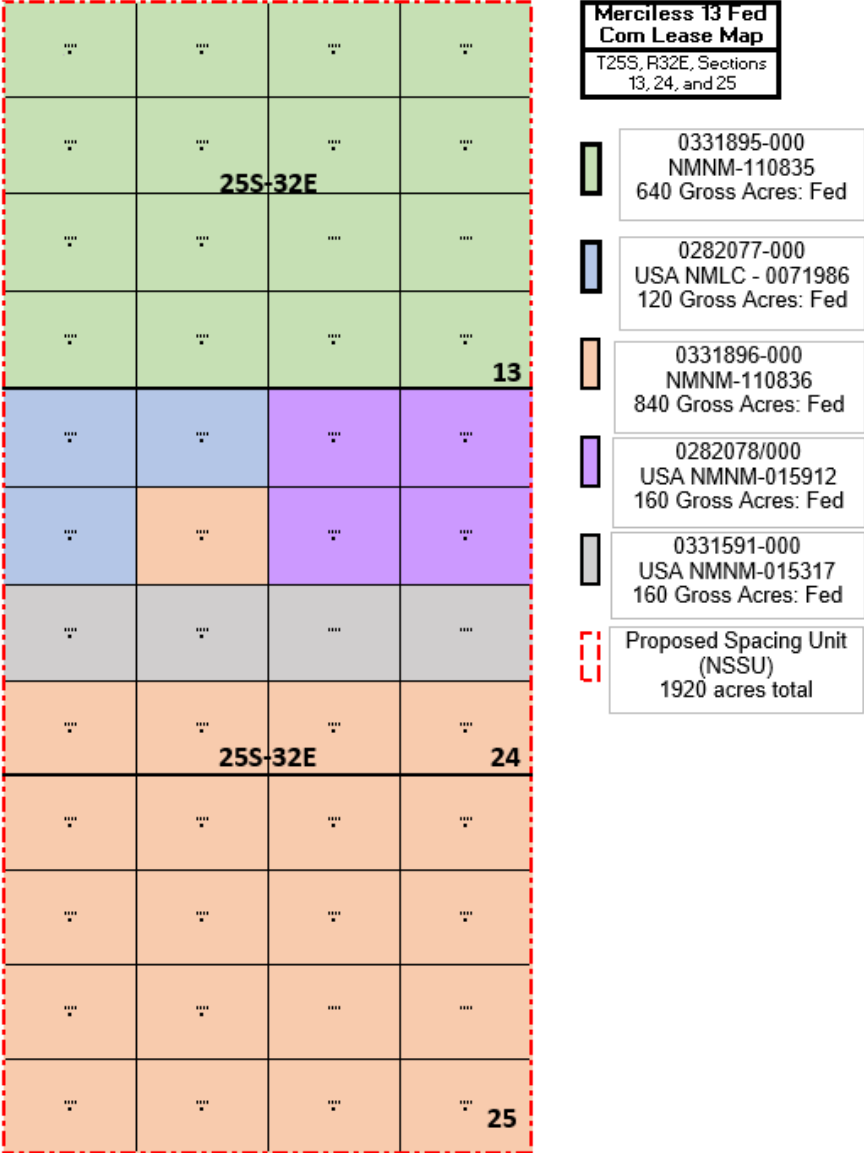 Merciless 13 Fed
Com Lease Map
T25S, R32E, Sections
13, 24, and 25
25S-32E
13
25S-32E
24
25
0331895-000
NMNM-110835
640 Gross Acres: Fed
0282077-000
USA NMLC - 0071986
120 Gross Acres: Fed
0331896-000
NMNM-110836
840 Gross Acres: Fed
0282078/000
USA NMNM-015912
160 Gross Acres: Fed
0331591-000
USA NMNM-015317
160 Gross Acres: Fed
Proposed Spacing Unit
(NSSU)
1920 acres total